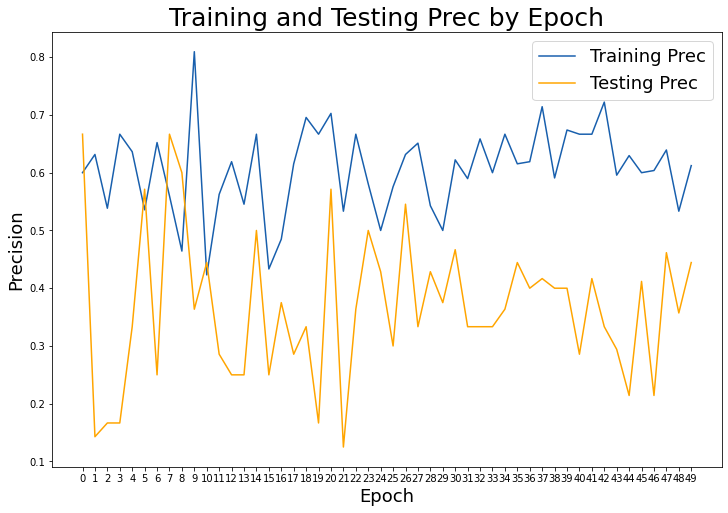 Training and Testing Prec by Epoch
Training Prec
Testing Prec
Precision
0.8
0.7
0.6
0.5
0.4
0.3
0.2
0.1
0 1 2 3 4 5 6 7 8 9 10 11 12 13 14 15 16 17 18 19 20 21 22 23 24 25 26 27 28 29 30 31 32 33 34 35 36 37 38 39 40 41 42 43 44 45 46 47 48 49
Epoch